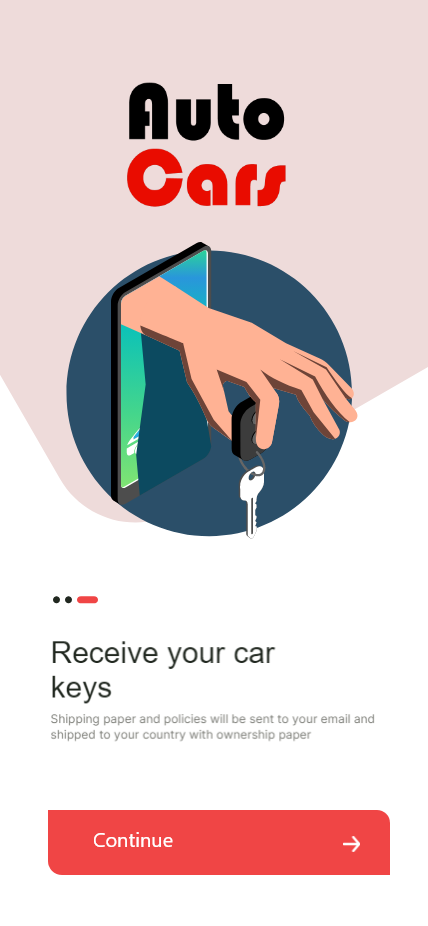 Auto
Cars
Receive your car
keys
Shipping paper and policies will be sent to your email and
shipped to your country with ownership paper
Continue